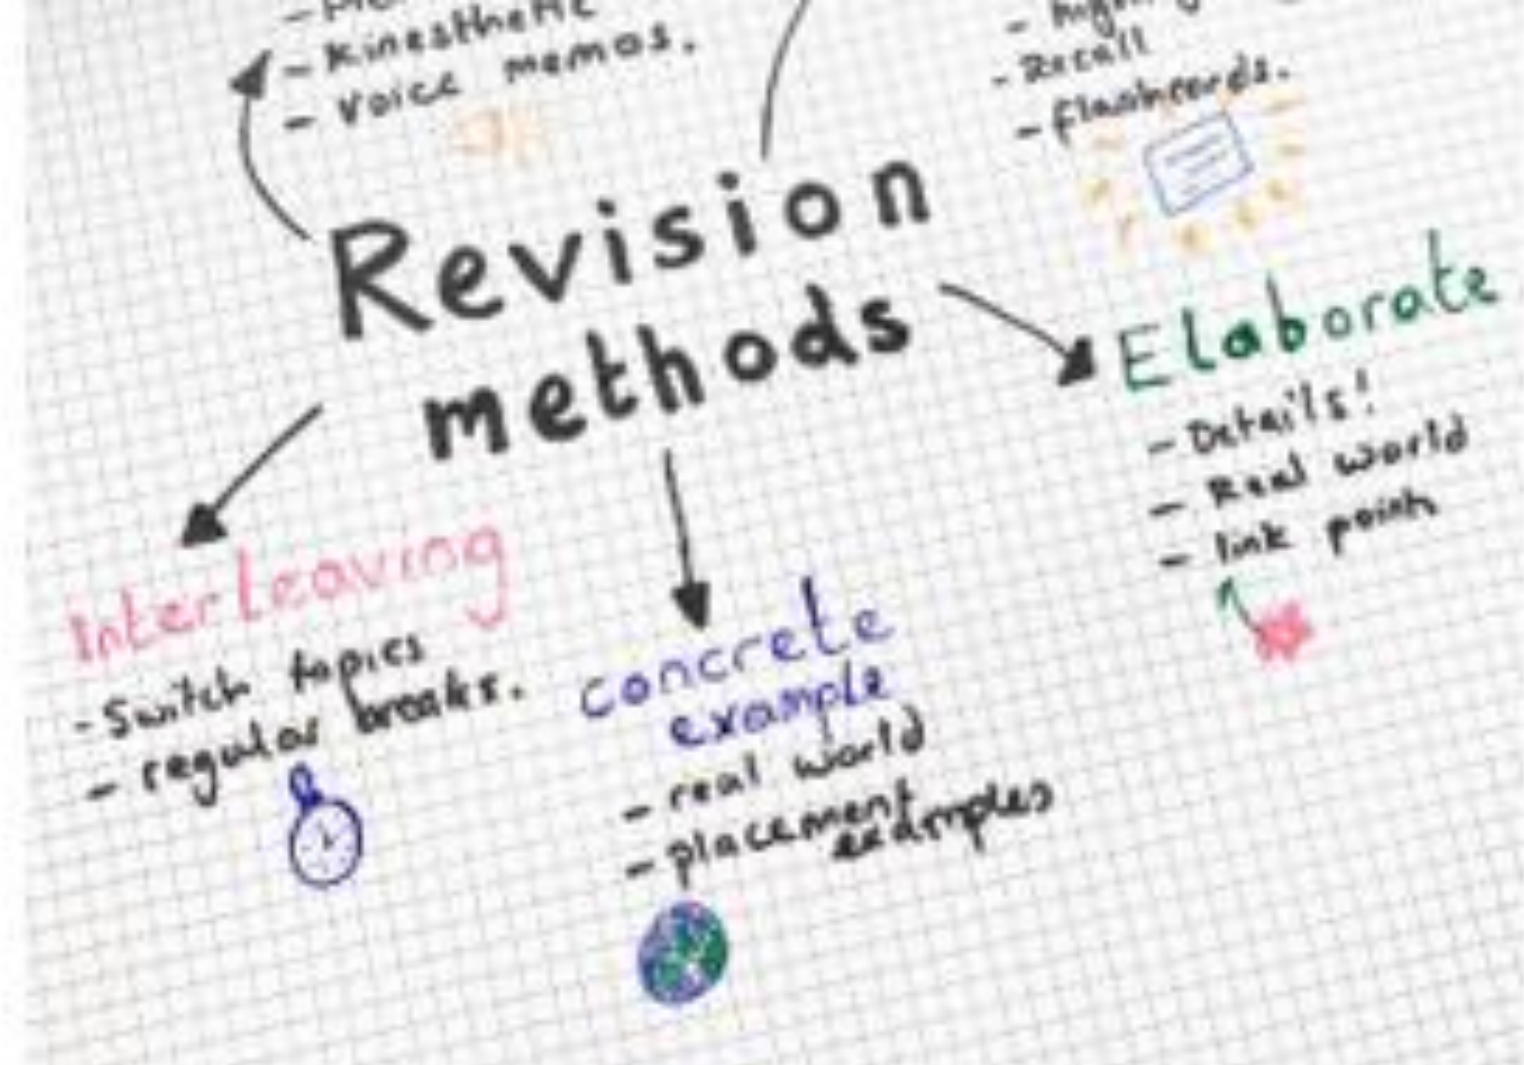 - Kinesthetic
- Voice memos.
- Recall
- flashcards.
Revision
methods
Elaborate
- Details!
- Real world
- link points
Interleaving
- Switch topics
- regular breaks.
concrete
example
- real world
- placement
examples